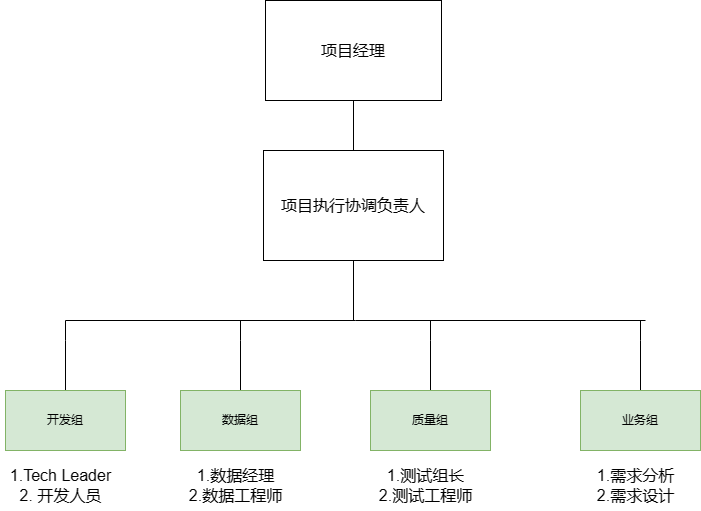 项目经理
项目执行协调负责人
开发组
数据组
质量组
业务组
1.Tech Leader
2. 开发人员
1.数据经理
2.数据工程师
1.测试组长
2.测试工程师
1.需求分析
2.需求设计